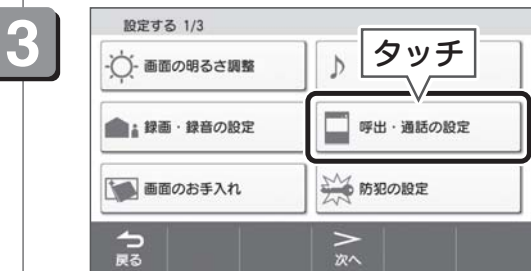 3
設定する 1/3
画面の明るさ調整
タッチ
録画・録音の設定
呼出・通話の設定
画面のお手入れ
防犯の設定
戻る
次へ